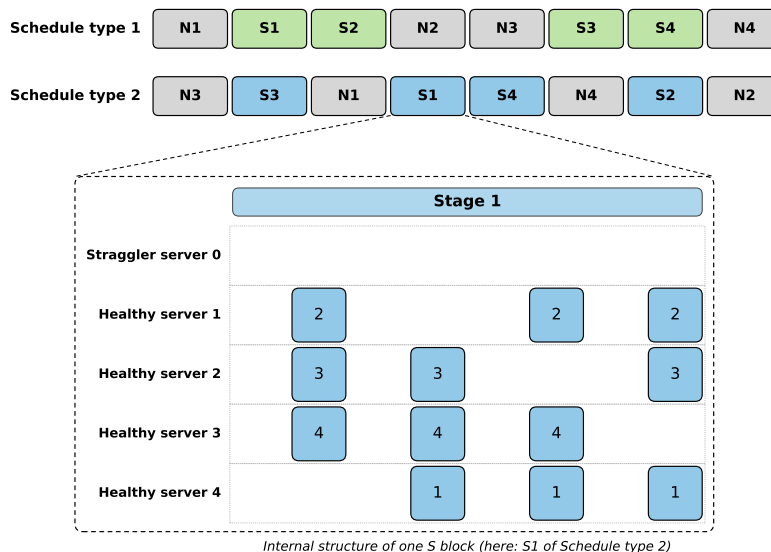 Schedule type 1 N1 S1 S2 N2 N3 S3 S4 N4
Schedule type 2 N3 S3 N1 S1 S4 N4 S2 N2
Stage 1
Straggler server 0
Healthy server 1 2 2 2
Healthy server 2 3 3 3
Healthy server 3 4 4 4
Healthy server 4 1 1 1
Internal structure of one S block (here: S1 of Schedule type 2)